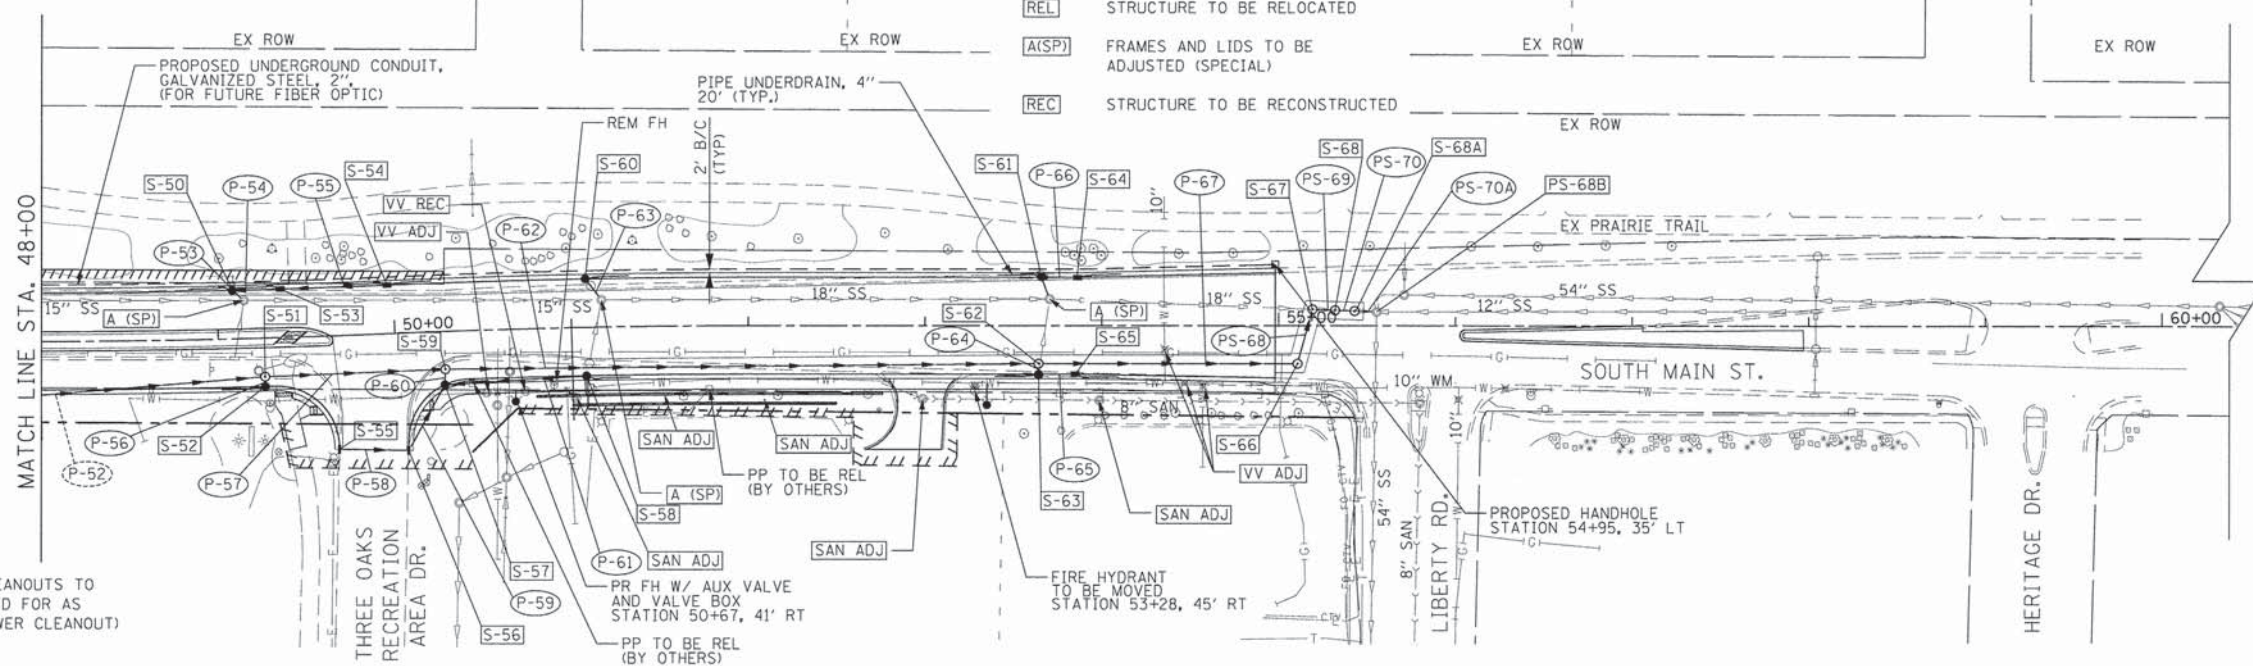 REL STRUCTURE TO BE RELOCATED
EX ROW
EX ROW
A(SP) FRAMES AND LIDS TO BE
ADJUSTED (SPECIAL)
EX ROW
EX ROW
PROPOSED UNDERGROUND CONDUIT,
GALVANIZED STEEL, 2",
(FOR FUTURE FIBER OPTIC)
PIPE UNDERDRAIN, 4"
20' (TYP.)
REC STRUCTURE TO BE RECONSTRUCTED
EX ROW
REM FH
2' B/C
(TYP)
S-50
P-54
P-55
S-54
S-60
S-61
P-66
S-64
P-67
S-67
PS-69
S-68
PS-70
S-68A
PS-70A
PS-68B
VV REC
VV ADJ
P-62
P-63
10"
EX PRAIRIE TRAIL
P-53
MATCH LINE STA. 48+00
15" SS
A (SP)
S-51
S-53
50+00
S-59
15" SS
18" SS
S-62
P-64
A (SP)
S-65
18" SS
55+00
PS-68
54" SS
12" SS
60+00
SOUTH MAIN ST.
P-60
10" WM
8" SAN
P-56
S-52
P-52
P-57
S-55
P-58
SAN ADJ
SAN ADJ
PP TO BE REL
(BY OTHERS)
A (SP)
S-58
S-66
P-65
VV ADJ
S-63
SAN ADJ
SAN ADJ
SAN ADJ
P-61
S-57
P-59
S-56
PR FH W/ AUX VALVE
AND VALVE BOX
STATION 50+67, 41' RT
PP TO BE REL
(BY OTHERS)
FIRE HYDRANT
TO BE MOVED
STATION 53+28, 45' RT
PROPOSED HANDHOLE
STATION 54+95, 35' LT
54" SS
8" SAN
10"
LIBERTY RD.
HERITAGE DR.
THREE OAKS
RECREATION
AREA DR.
EANOUTS TO
D FOR AS
WER CLEANOUT)